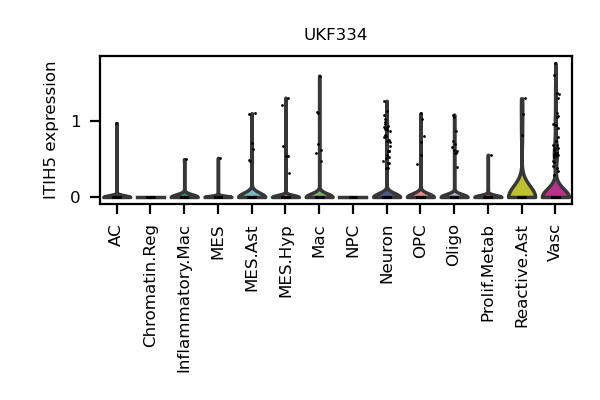 UKF334
ITIH5 expression
1
0
AC
Chromatin.Reg
Inflammatory.Mac
MES
MES.Ast
MES.Hyp
Mac
NPC
Neuron
OPC
Oligo
Prolif.Metab
Reactive.Ast
Vasc